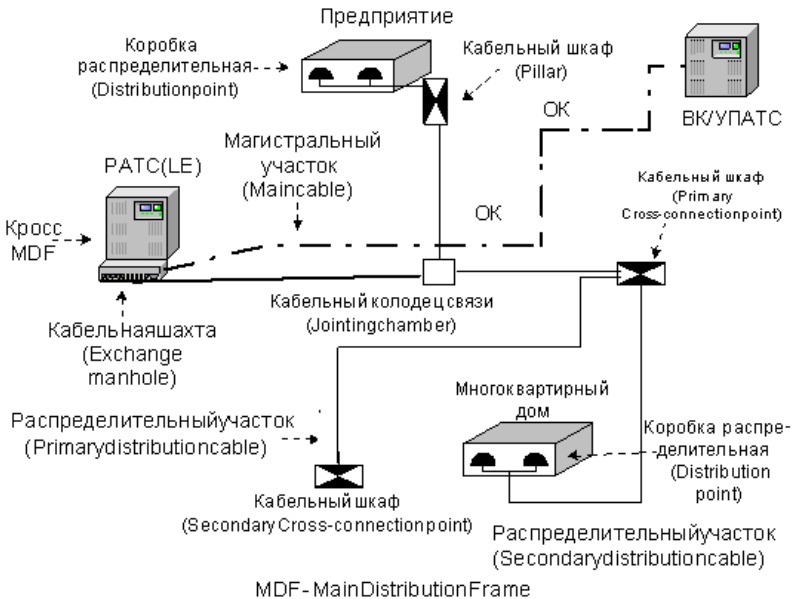 Предприятие
Коробка
распределительная
(Distributionpoint)
Кабельный шкаф
(Pillar)
ОК
ВК/УПАТС
Магистральный
участок
(Maincable)
РАТС(LE)
Кабельный шкаф
(Primary
Cross-connectionpoint)
ОК
Кросс
MDF
Кабельный колодец связи
(Jointingchamber)
Кабельнаяшахта
(Exchange
manhole)
Многоквартирный
дом
Распределительныйучасток
(Primarydistributioncable)
Коробка распре-
делительная
(Distribution
point)
Кабельный шкаф
(Secondary Cross-connection point)
Распределительныйучасток
(Secondarydistributioncable)
MDF-MainDistributionFrame